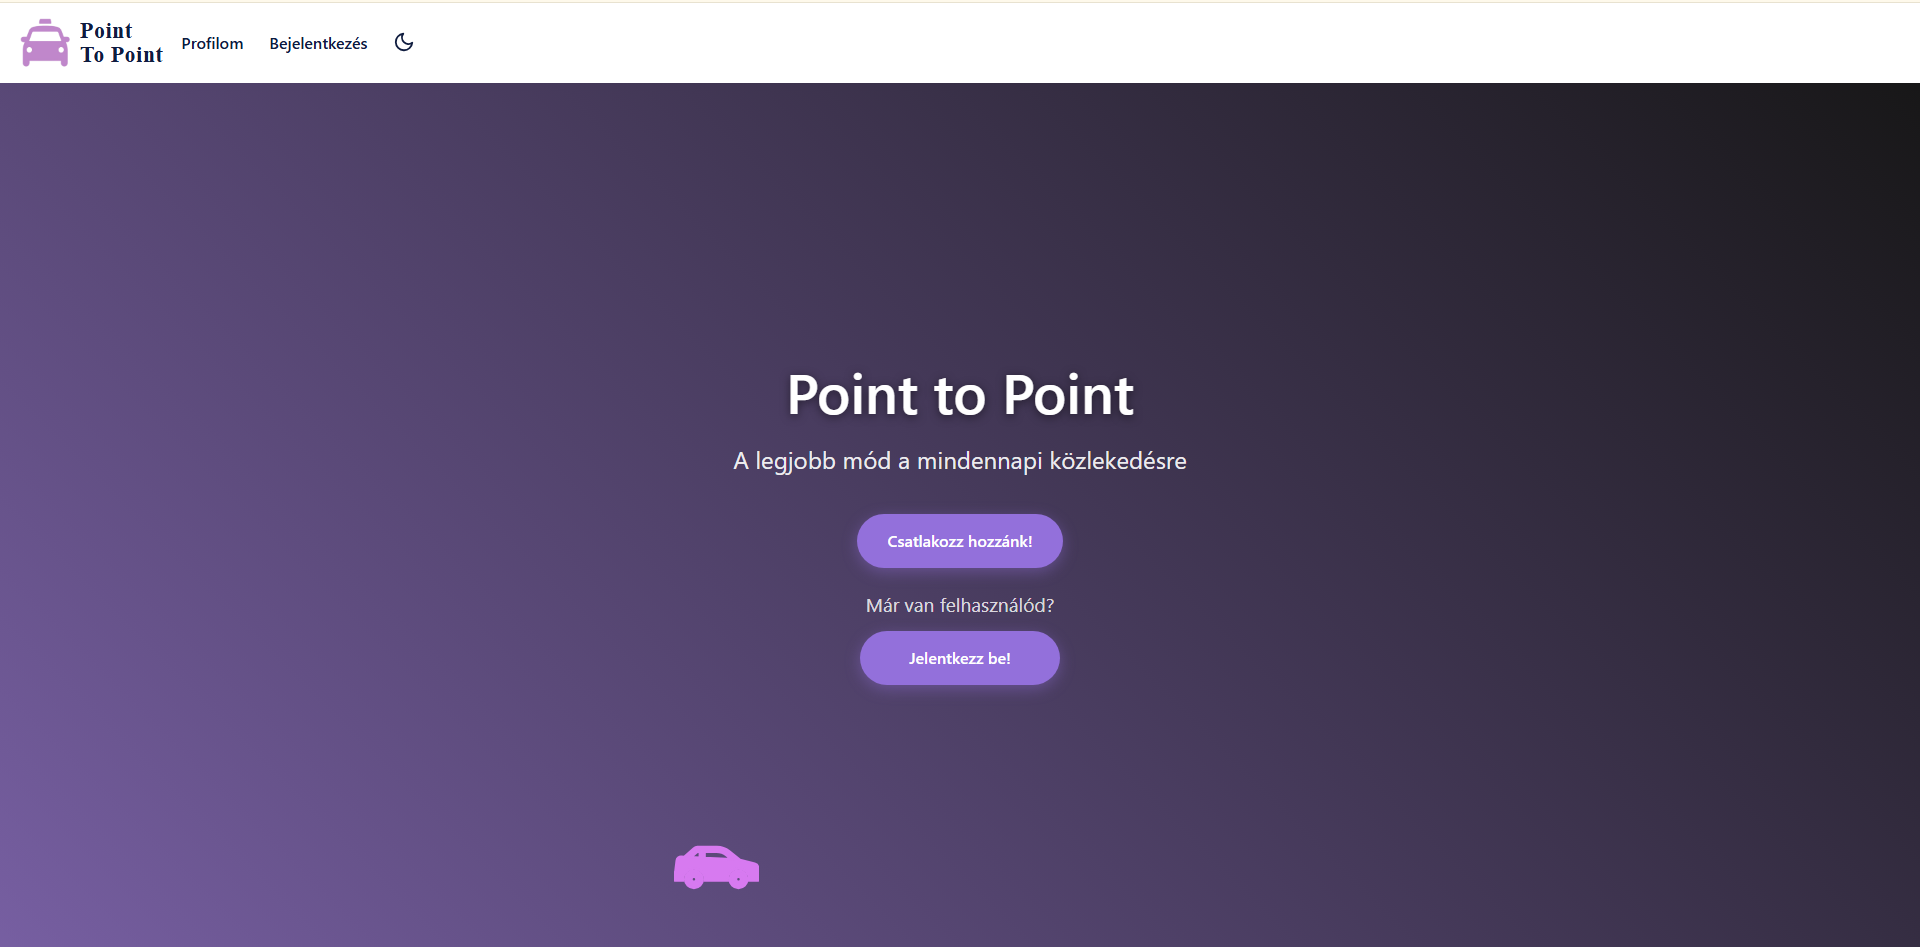 Point
To Point
Profilom
Bejelentkezés
Point to Point
A legjobb mód a mindennapi közlekedésre
Csatlakozz hozzánk!
Már van felhasználód?
Jelentkezz be!